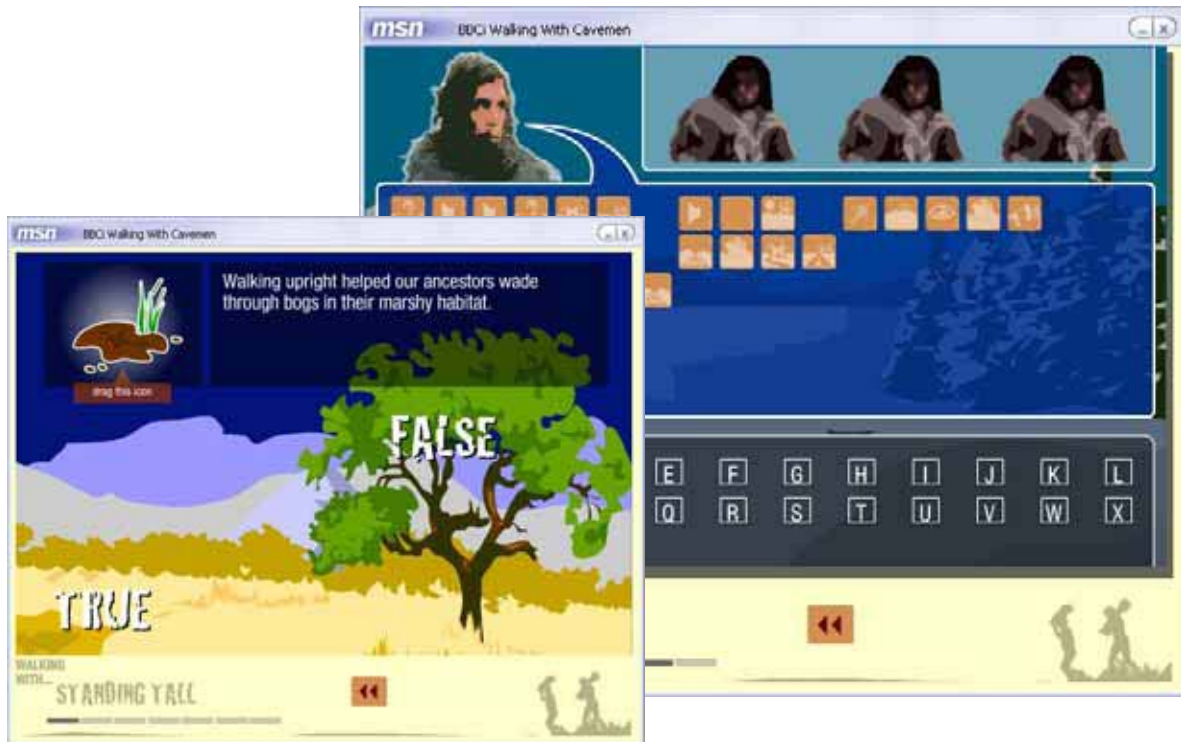 msn BBCi Walking With Cavemen
msn BBCi Walking With Cavemen
Walking upright helped our ancestors wade
through bogs in their marshy habitat.
drag this icon
FALSE
TRUE
WALKING
WITH...
STANDING TALL
E F G H I J K L
Q R S T U V W X